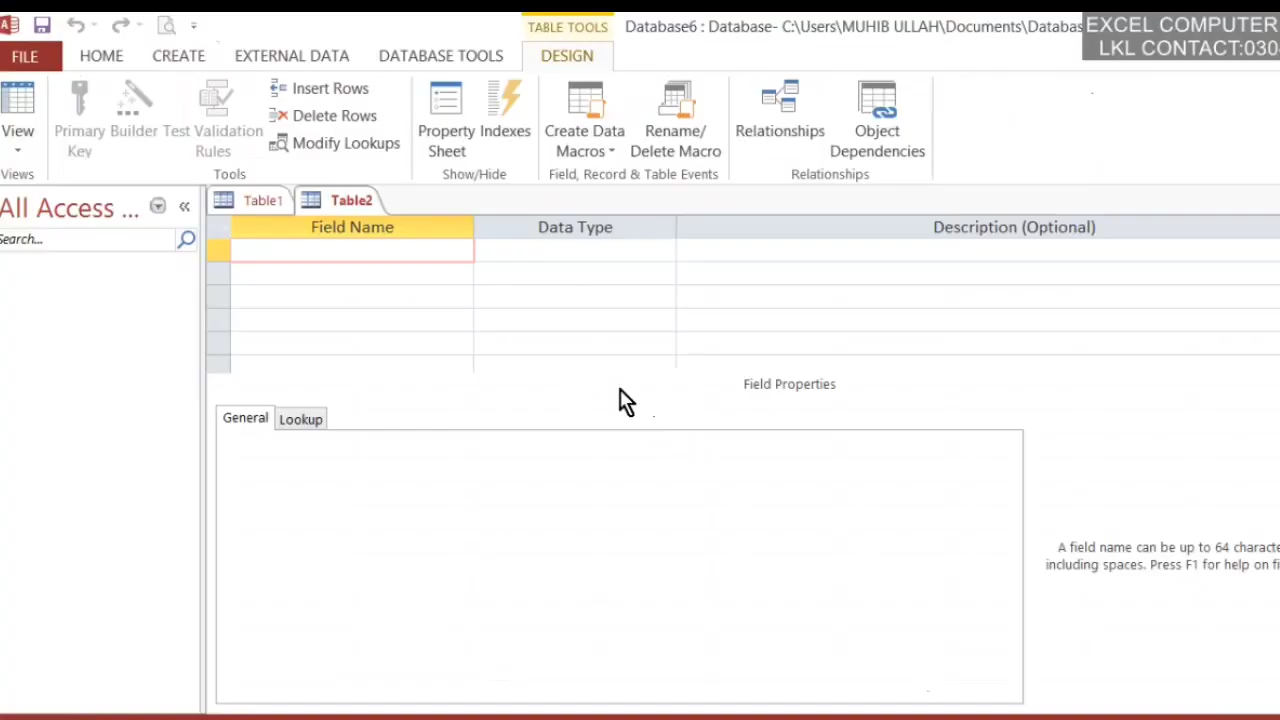 TABLE TOOLS
Database6 : Database- C:\Users\MUHIB ULLAH\Documents\Databas
EXCEL COMPUTER
LKL CONTACT:030
FILE HOME CREATE EXTERNAL DATA DATABASE TOOLS DESIGN
View
Views
Primary Key
Builder
Test Validation Rules
Insert Rows
Delete Rows
Modify Lookups
Tools
Property Sheet
Indexes
Show/Hide
Create Data Macros
Rename/ Delete Macro
Field, Record & Table Events
Relationships
Object Dependencies
Relationships
All Access ...
Search...
Table1 Table2
Field Name Data Type Description (Optional)
Field Properties
General Lookup
A field name can be up to 64 characte
including spaces. Press F1 for help on fi